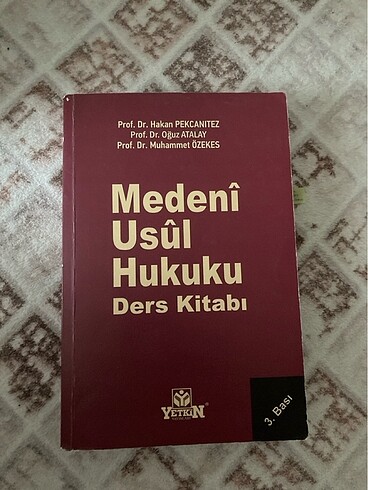 Prof. Dr. Hakan PEKCANITEZ
Prof. Dr. Oğuz ATALAY
Prof. Dr. Muhammet ÖZEKES
Medenî
Usûl
Hukuku
Ders Kitabı
YETKİN
3. Bası